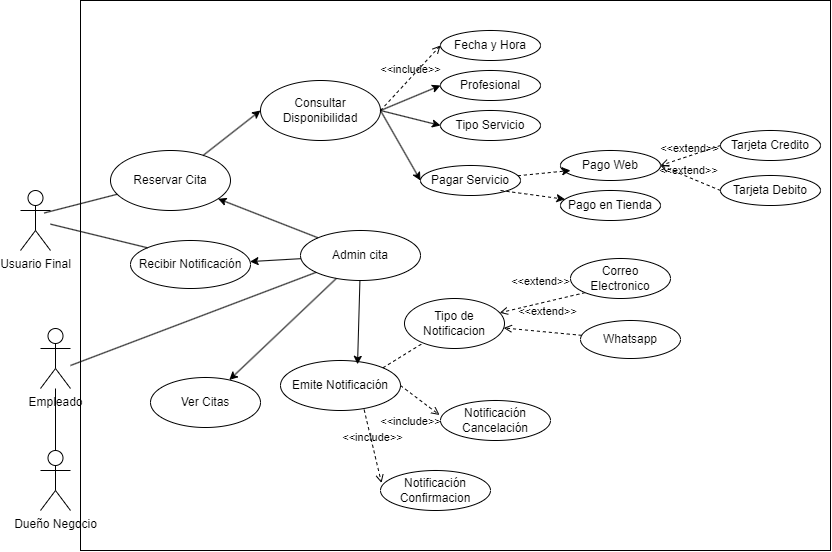 Fecha y Hora
<<include>>
Profesional
Consultar
Disponibilidad
Tipo Servicio
Tarjeta Credito
<<extend>>
Pago Web
<<extend>>
Reservar Cita
Pagar Servicio
Tarjeta Debito
Pago en Tienda
Usuario Final
Recibir Notificación
Admin cita
Correo
Electronico
<<extend>>
Tipo de
Notificacion
<<extend>>
Whatsapp
Emite Notificación
Empleado
Ver Citas
Notificación
Cancelación
<<include>>
<<include>>
Notificación
Confirmacion
Dueño Negocio